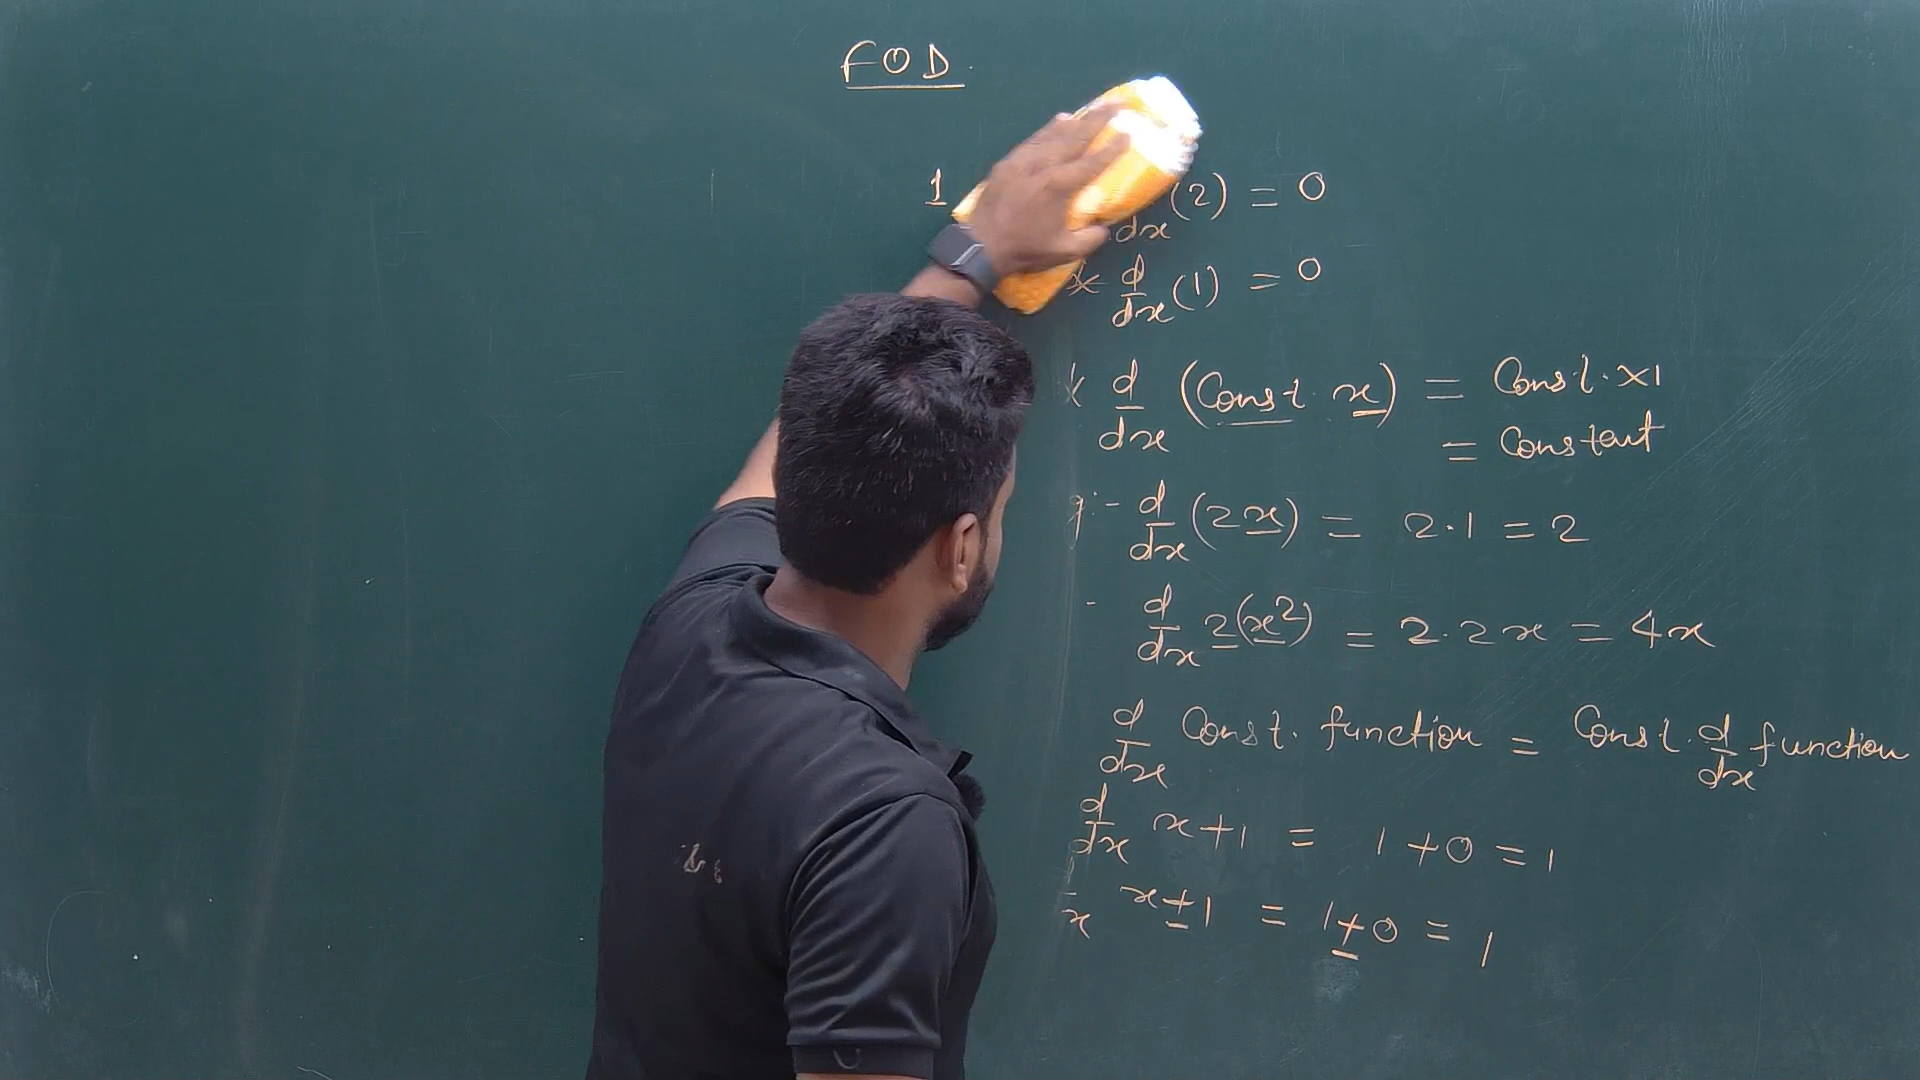 FOD.
1
d/dx (2) = 0
* d/dx (1) = 0
* d/dx (Const. x) = Const. x1
= Constant
g:- d/dx (2x) = 2.1 = 2
- d/dx 2(x²) = 2.2x = 4x
d/dx Const. function = Const. d/dx function
d/dx x+1 = 1+0 = 1
x x+1 = 1+0 = 1